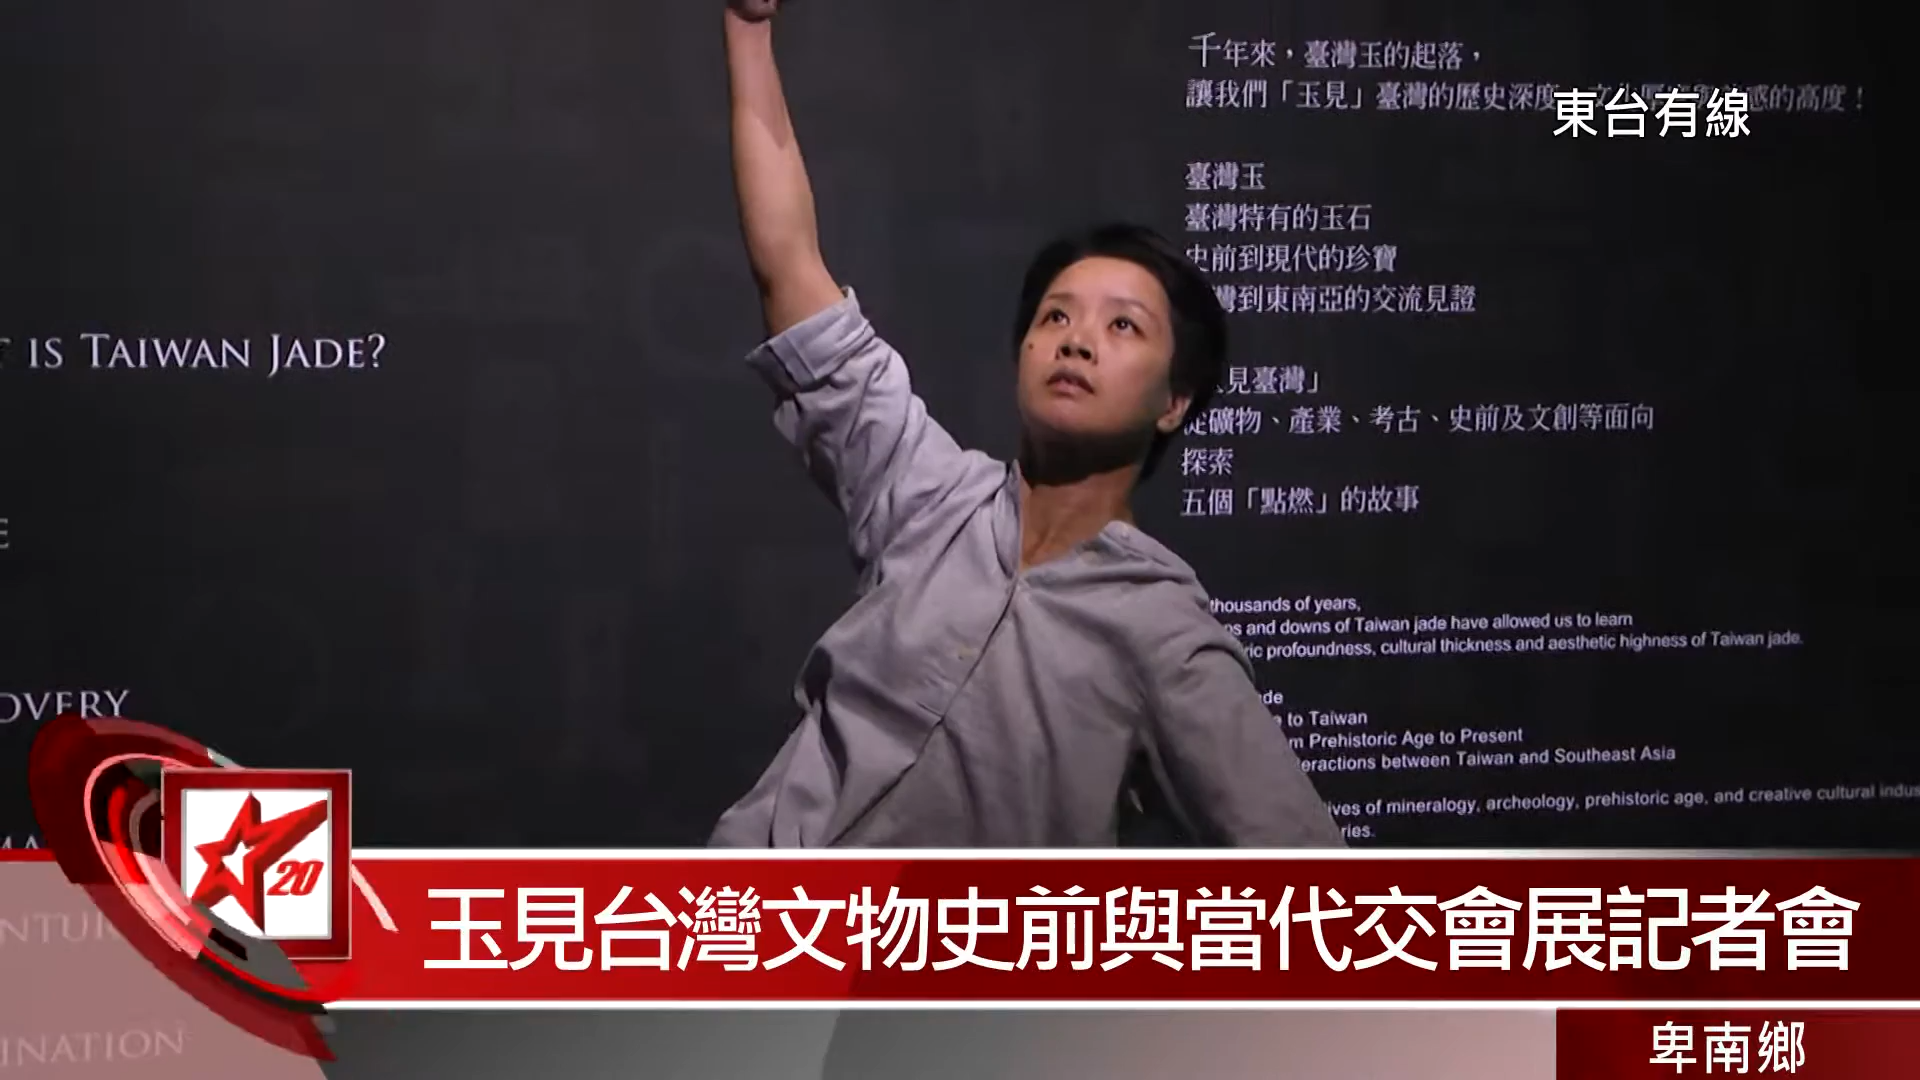 千年來，臺灣玉的起落，
讓我們「玉見」臺灣的歷史深度
的高度！
東台有線
臺灣玉
臺灣特有的玉石
史前到現代的珍寶
灣到東南亞的交流見證
IS TAIWAN JADE?
見臺灣」
從礦物、產業、考古、史前及文創等面向
探索
五個「點燃」的故事
thousands of years,
and downs of Taiwan jade have allowed us to learn
profoundness, cultural thickness and aesthetic highness of Taiwan jade.
to Taiwan
Prehistoric Age to Present
between Taiwan and Southeast Asia
of mineralogy, archeology, prehistoric age, and creative cultural
20
玉見台灣文物史前與當代交會展記者會
卑南鄉